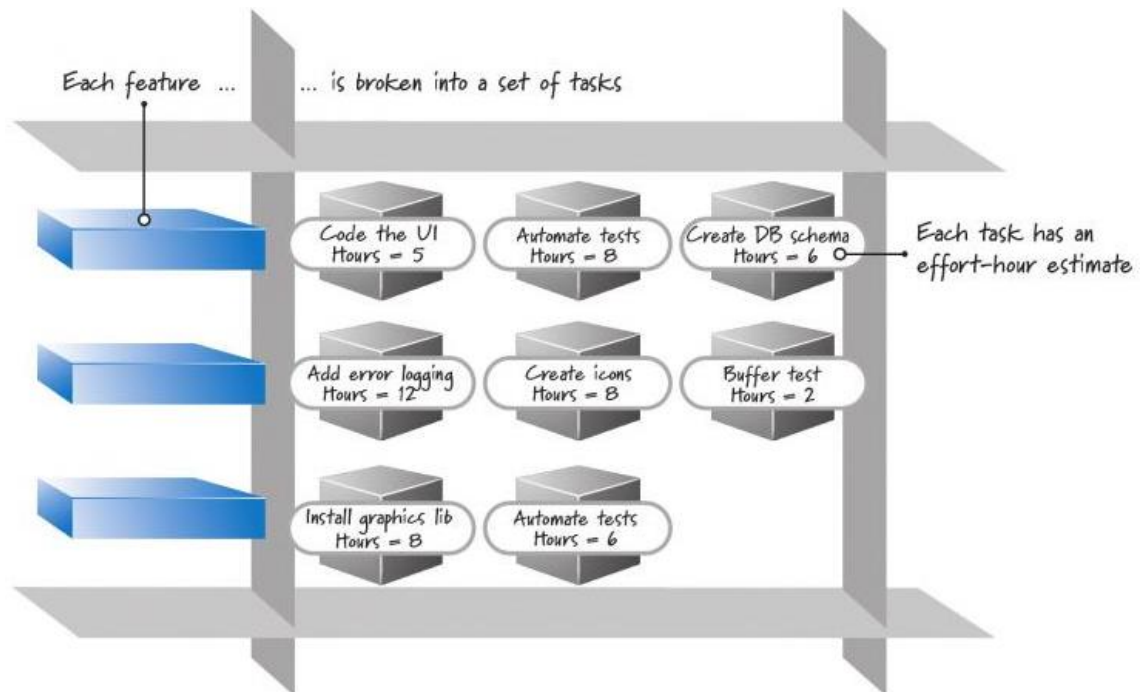 Each feature ...
... is broken into a set of tasks
Code the UI
Hours = 5
Automate tests
Hours = 8
Create DB schema
Hours = 6
Each task has an
effort-hour estimate
Add error logging
Hours = 12
Create icons
Hours = 8
Buffer test
Hours = 2
Install graphics lib
Hours = 8
Automate tests
Hours = 6